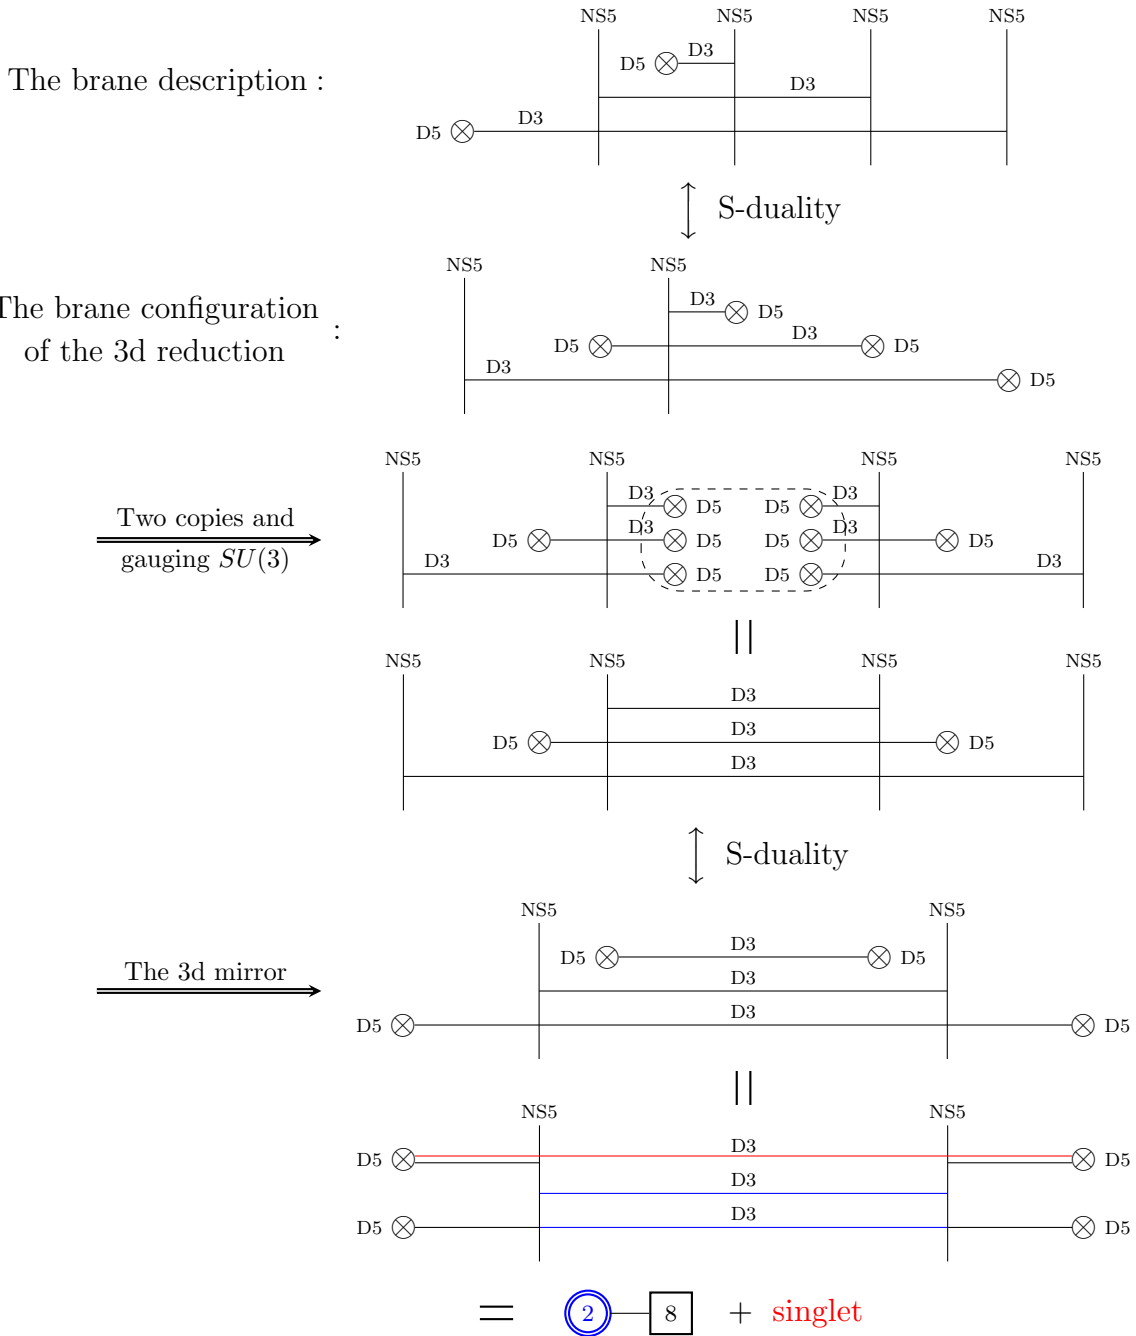 NS5 NS5 NS5 NS5
D5 D3
The brane description :
D3
D5 D3
S-duality
NS5 NS5
The brane configuration
of the 3d reduction :
D3 D5
D5 D3 D5
D3 D5
NS5 NS5 NS5 NS5
Two copies and
gauging SU(3)
D3 D5 D5 D3
D5 D3 D5 D5 D3 D5
D3 D5 D5 D3
NS5 NS5 NS5 NS5
D3
D5 D3 D5
D3
S-duality
NS5 NS5
The 3d mirror
D5 D3 D5
D3
D5 D3 D5
NS5 NS5
D5 D3 D5
D3
D5 D3 D5
= 2 8 + singlet